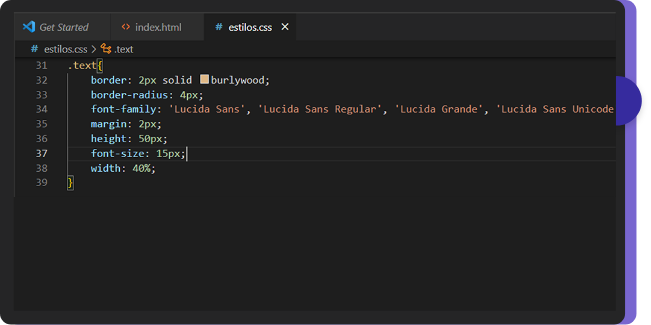 Get Started index.html # estilos.css ×
# estilos.css > .text
31 .text{
32 border: 2px solid burlywood;
33 border-radius: 4px;
34 font-family: 'Lucida Sans', 'Lucida Sans Regular', 'Lucida Grande', 'Lucida Sans Unicode
35 margin: 2px;
36 height: 50px;
37 font-size: 15px;
38 width: 40%;
39 }